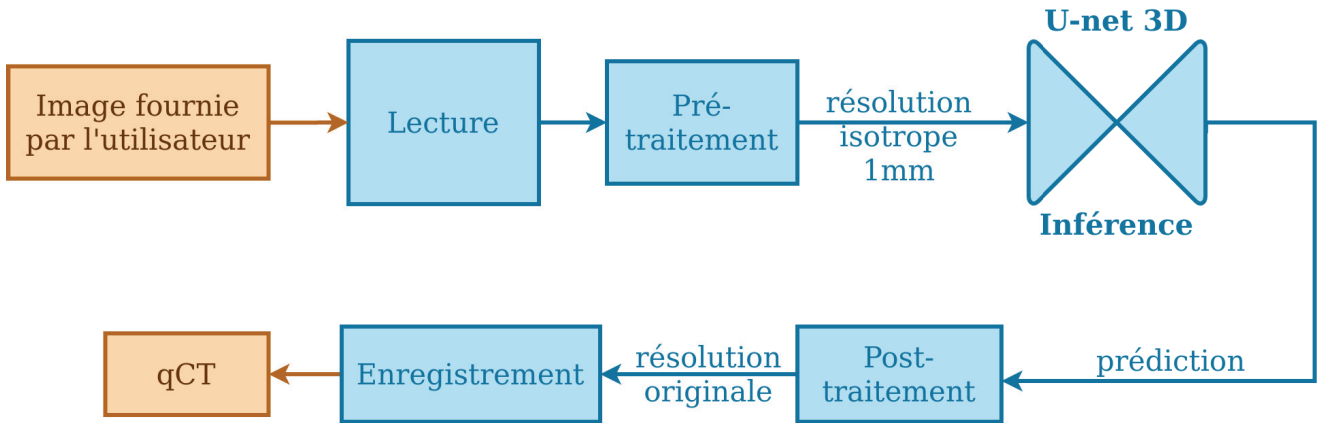 U-net 3D
Image fournie
par l'utilisateur
Lecture
Pré-
traitement
résolution
isotrope
1mm
Inférence
prédiction
Post-
traitement
résolution
originale
Enregistrement
qCT